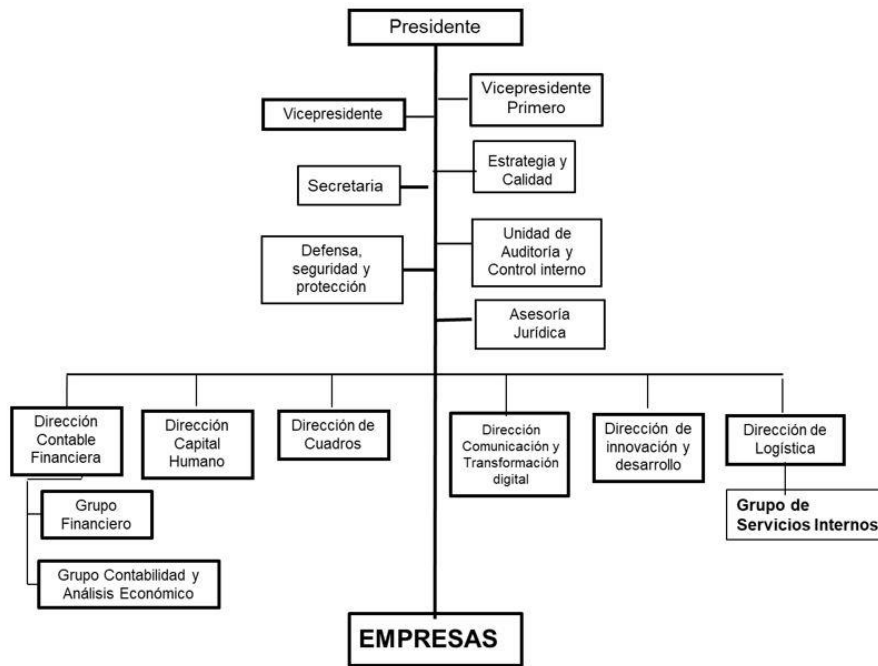 Presidente
Vicepresidente
Primero
Vicepresidente
Estrategia y
Calidad
Secretaria
Unidad de
Auditoría y
Control interno
Defensa,
seguridad y
protección
Asesoría
Jurídica
Dirección
Contable
Financiera
Dirección
Capital
Humano
Dirección de
Cuadros
Dirección
Comunicación y
Transformación
digital
Dirección de
innovación y
desarrollo
Dirección de
Logística
Grupo
Financiero
Grupo de
Servicios Internos
Grupo Contabilidad y
Análisis Económico
EMPRESAS